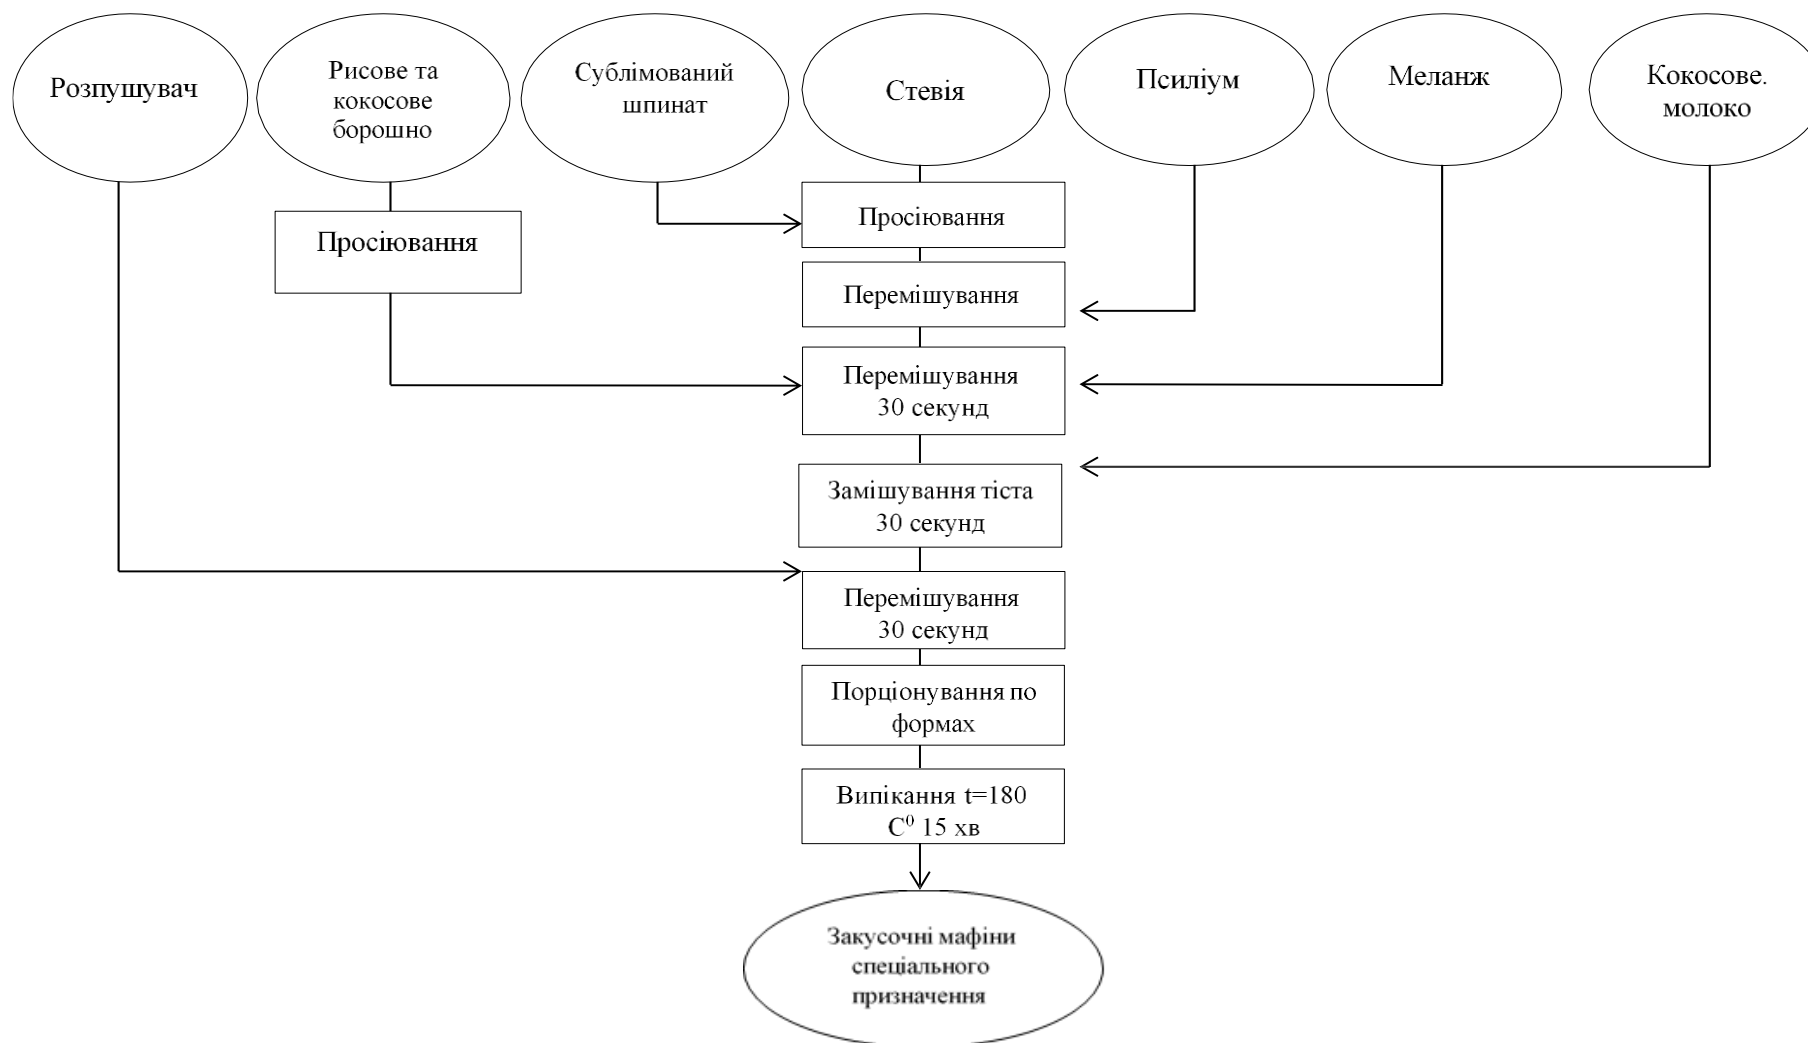 Розпушувач
Рисове та
кокосове
борошно
Сублімований
шпинат
Стевія
Псиліум
Меланж
Кокосове.
молоко
Просіювання
Просіювання
Перемішування
Перемішування
30 секунд
Замішування тіста
30 секунд
Перемішування
30 секунд
Порціонування по
формах
Випікання t=180
С⁰ 15 хв
Закусочні мафіни
спеціального
призначення